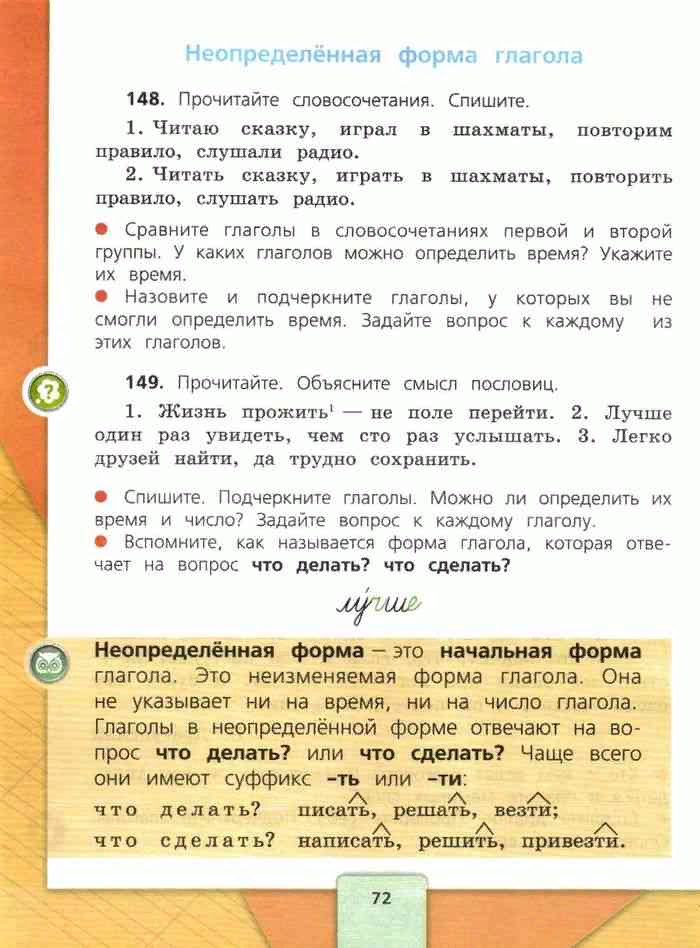 Неопределённая форма глагола
148. Прочитайте словосочетания. Спишите.
1. Читаю сказку, играл в шахматы, повторим
правило, слушали радио.
2. Читать сказку, играть в шахматы, повторить
правило, слушать радио.
Сравните глаголы в словосочетаниях первой и второй
группы. У каких глаголов можно определить время? Укажите
их время.
Назовите и подчеркните глаголы, у которых вы не
смогли определить время. Задайте вопрос к каждому из
этих глаголов.
149. Прочитайте. Объясните смысл пословиц.
1. Жизнь прожить¹ — не поле перейти. 2. Лучше
один раз увидеть, чем сто раз услышать. 3. Легко
друзей найти, да трудно сохранить.
Спишите. Подчеркните глаголы. Можно ли определить их
время и число? Задайте вопрос к каждому глаголу.
Вспомните, как называется форма глагола, которая отве-
чает на вопрос что делать? что сделать?
лу́чше
Неопределённая форма – это начальная форма
глагола. Это неизменяемая форма глагола. Она
не указывает ни на время, ни на число глагола.
Глаголы в неопределённой форме отвечают на во-
прос что делать? или что сделать? Чаще всего
они имеют суффикс –ть или –ти:
что делать? писать, решать, везти;
что сделать? написать, решить, привезти.
72